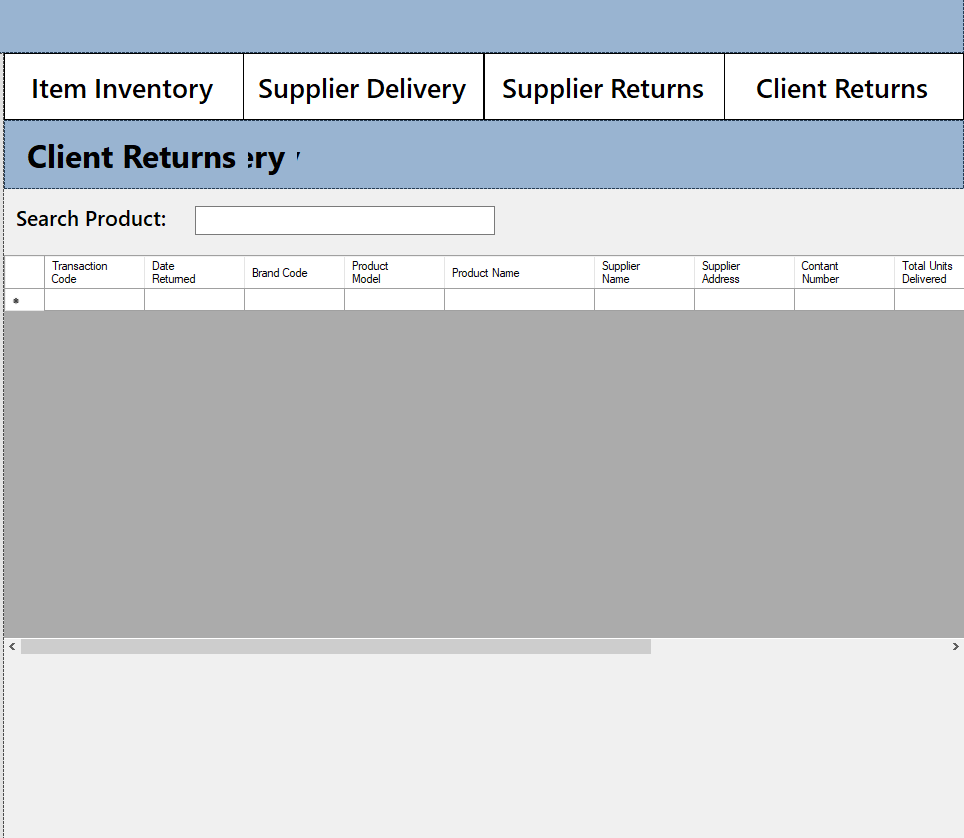 Item Inventory Supplier Delivery Supplier Returns Client Returns
Client Returns ery
Search Product:
Transaction Code Date Returned Brand Code Product Model Product Name Supplier Name Supplier Address Contant Number Total Units Delivered